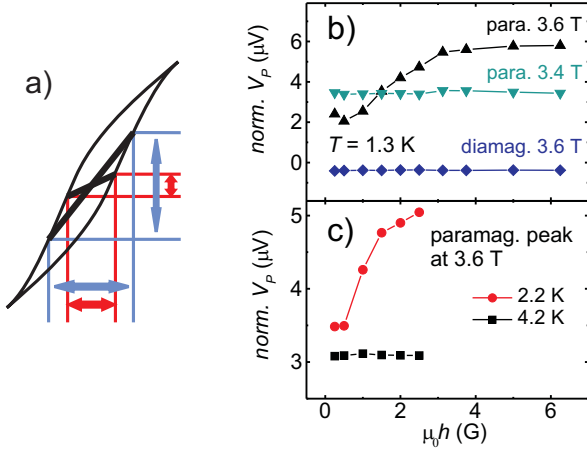 a)
b)
para. 3.6 T
para. 3.4 T
T = 1.3 K
diamag. 3.6 T
norm. V_P (μV)
6
4
2
0
c)
paramag. peak
at 3.6 T
2.2 K
4.2 K
norm. V_P (μV)
5
4
3
0
2
4
6
μ₀h (G)